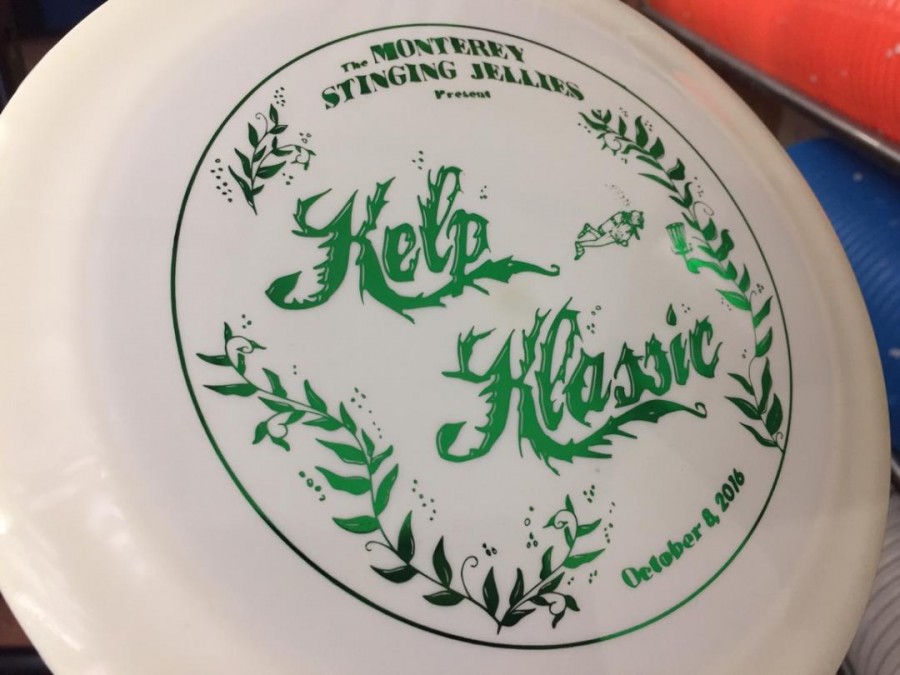 The MONTEREY
STINGING JELLIES
Present
Kelp
Klassic
October 8, 2016